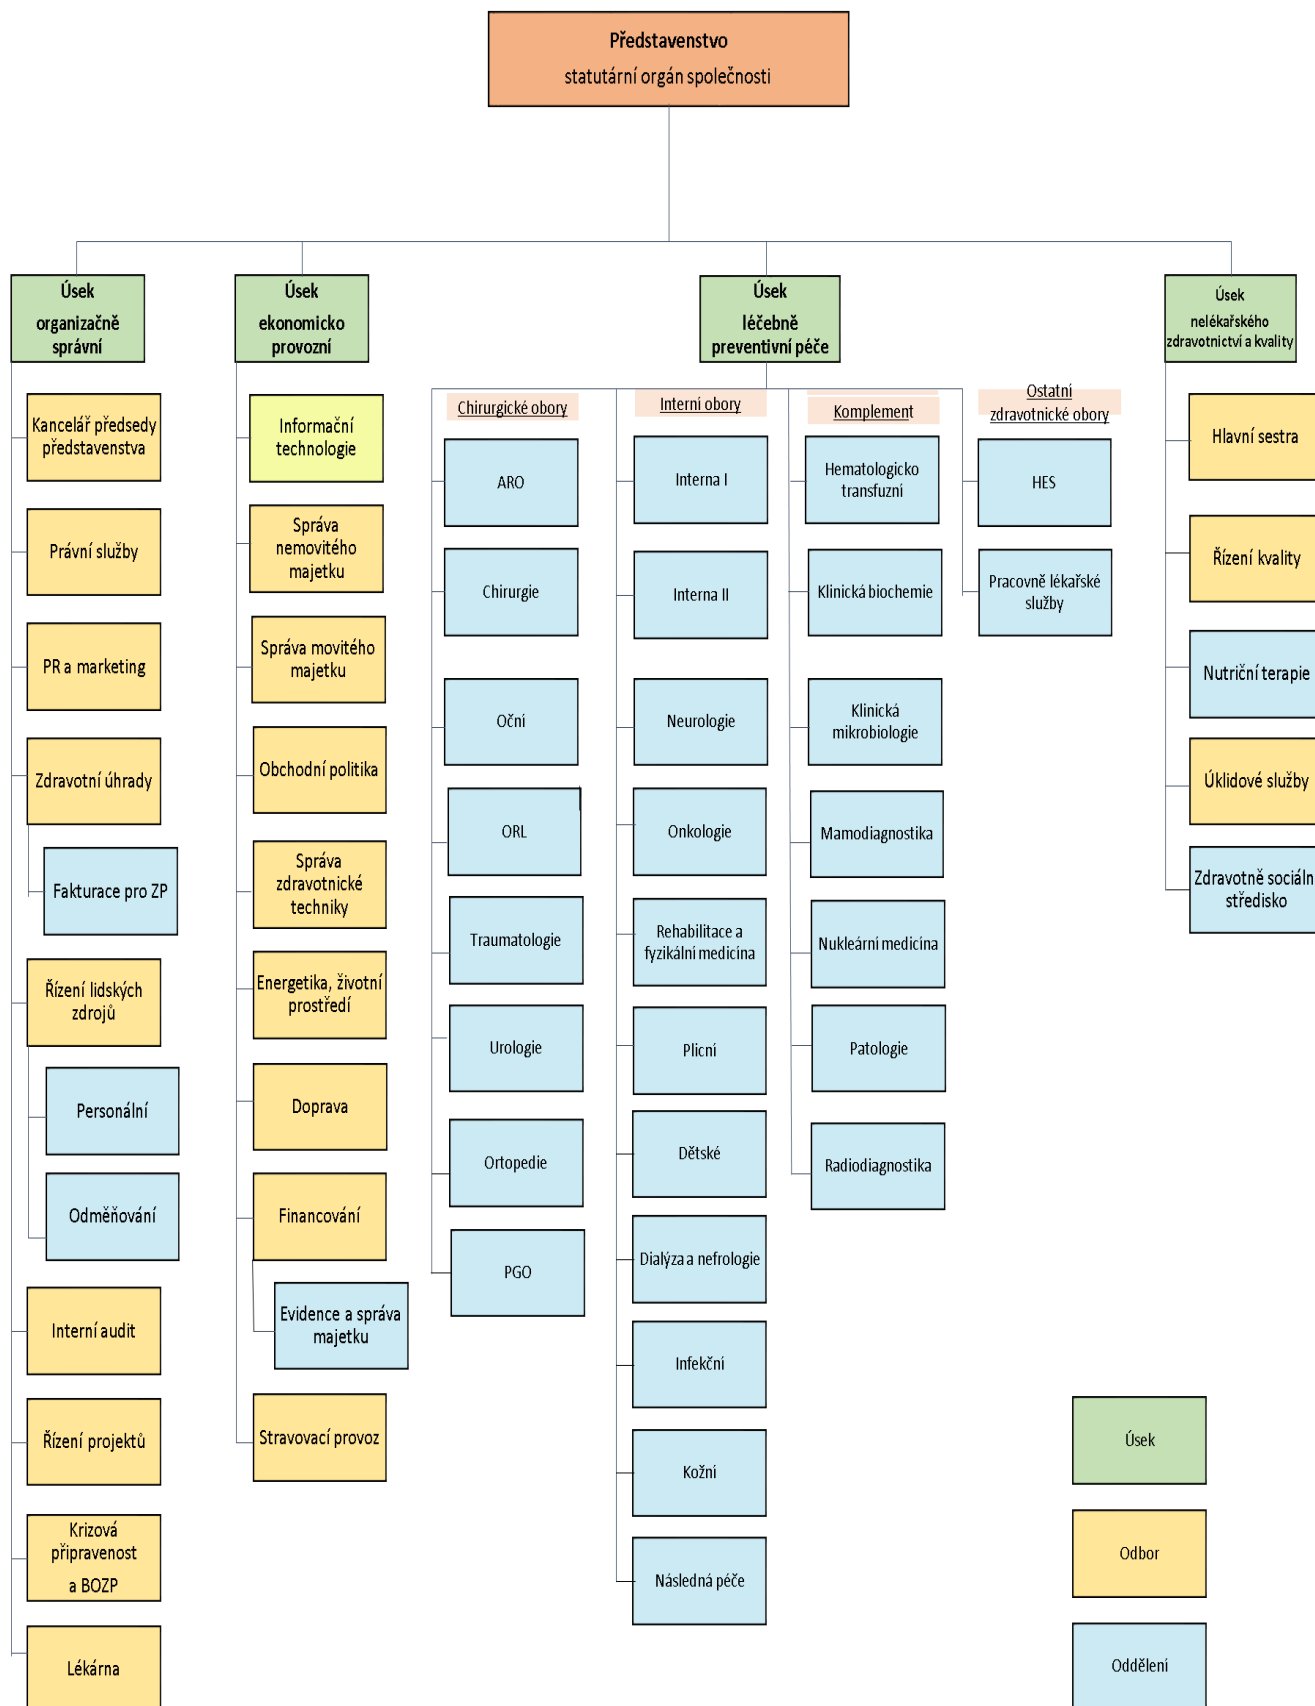 Představenstvo
statutární orgán společnosti
Úsek
organizačně
správní
Kancelář předsedy
představenstva
Právní služby
PR a marketing
Zdravotní úhrady
Fakturace pro ZP
Řízení lidských
zdrojů
Personální
Odměňování
Interní audit
Řízení projektů
Krizová
připravenost
a BOZP
Lékárna
Úsek
ekonomicko
provozní
Informační
technologie
Správa
nemovitého
majetku
Správa movitého
majetku
Obchodní politika
Správa
zdravotnické
techniky
Energetika, životní
prostředí
Doprava
Financování
Evidence a správa
majetku
Stravovací provoz
Úsek
léčebně
preventivní péče
Chirurgické obory
ARO
Chirurgie
Oční
ORL
Traumatologie
Urologie
Ortopedie
PGO
Interní obory
Interna I
Interna II
Neurologie
Onkologie
Rehabilitace a
fyzikální medicína
Plicní
Dětské
Dialýza a nefrologie
Infekční
Kožní
Následná péče
Komplement
Hematologicko
transfuzní
Klinická biochemie
Klinická
mikrobiologie
Mamodiagnostika
Nukleární medicína
Patologie
Radiodiagnostika
Ostatní
zdravotnické obory
HES
Pracovně lékařské
služby
Úsek
nelékařského
zdravotnictví a kvality
Hlavní sestra
Řízení kvality
Nutriční terapie
Úklidové služby
Zdravotně sociáln
středisko
Úsek
Odbor
Oddělení